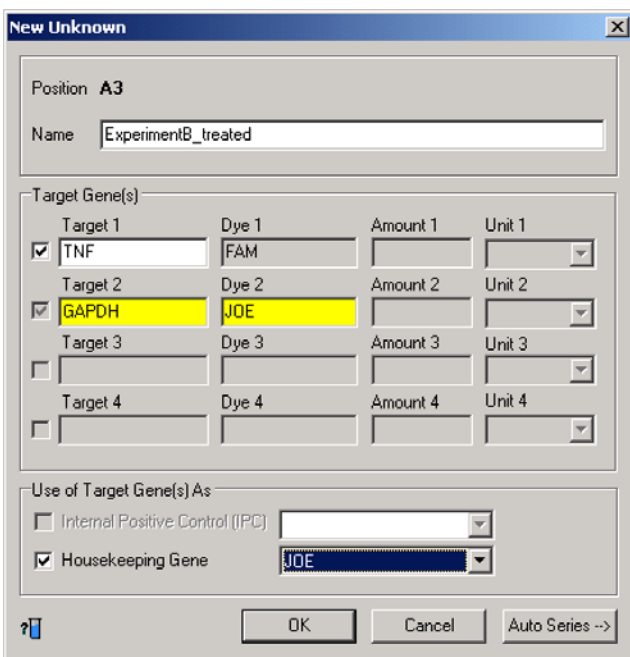 New Unknown
Position A3
Name ExperimentB_treated
Target Gene(s)
Target 1 Dye 1 Amount 1 Unit 1
TNF FAM
Target 2 Dye 2 Amount 2 Unit 2
GAPDH JOE
Target 3 Dye 3 Amount 3 Unit 3
Target 4 Dye 4 Amount 4 Unit 4
Use of Target Gene(s) As
Internal Positive Control (IPC)
Housekeeping Gene JOE
? OK Cancel Auto Series -->